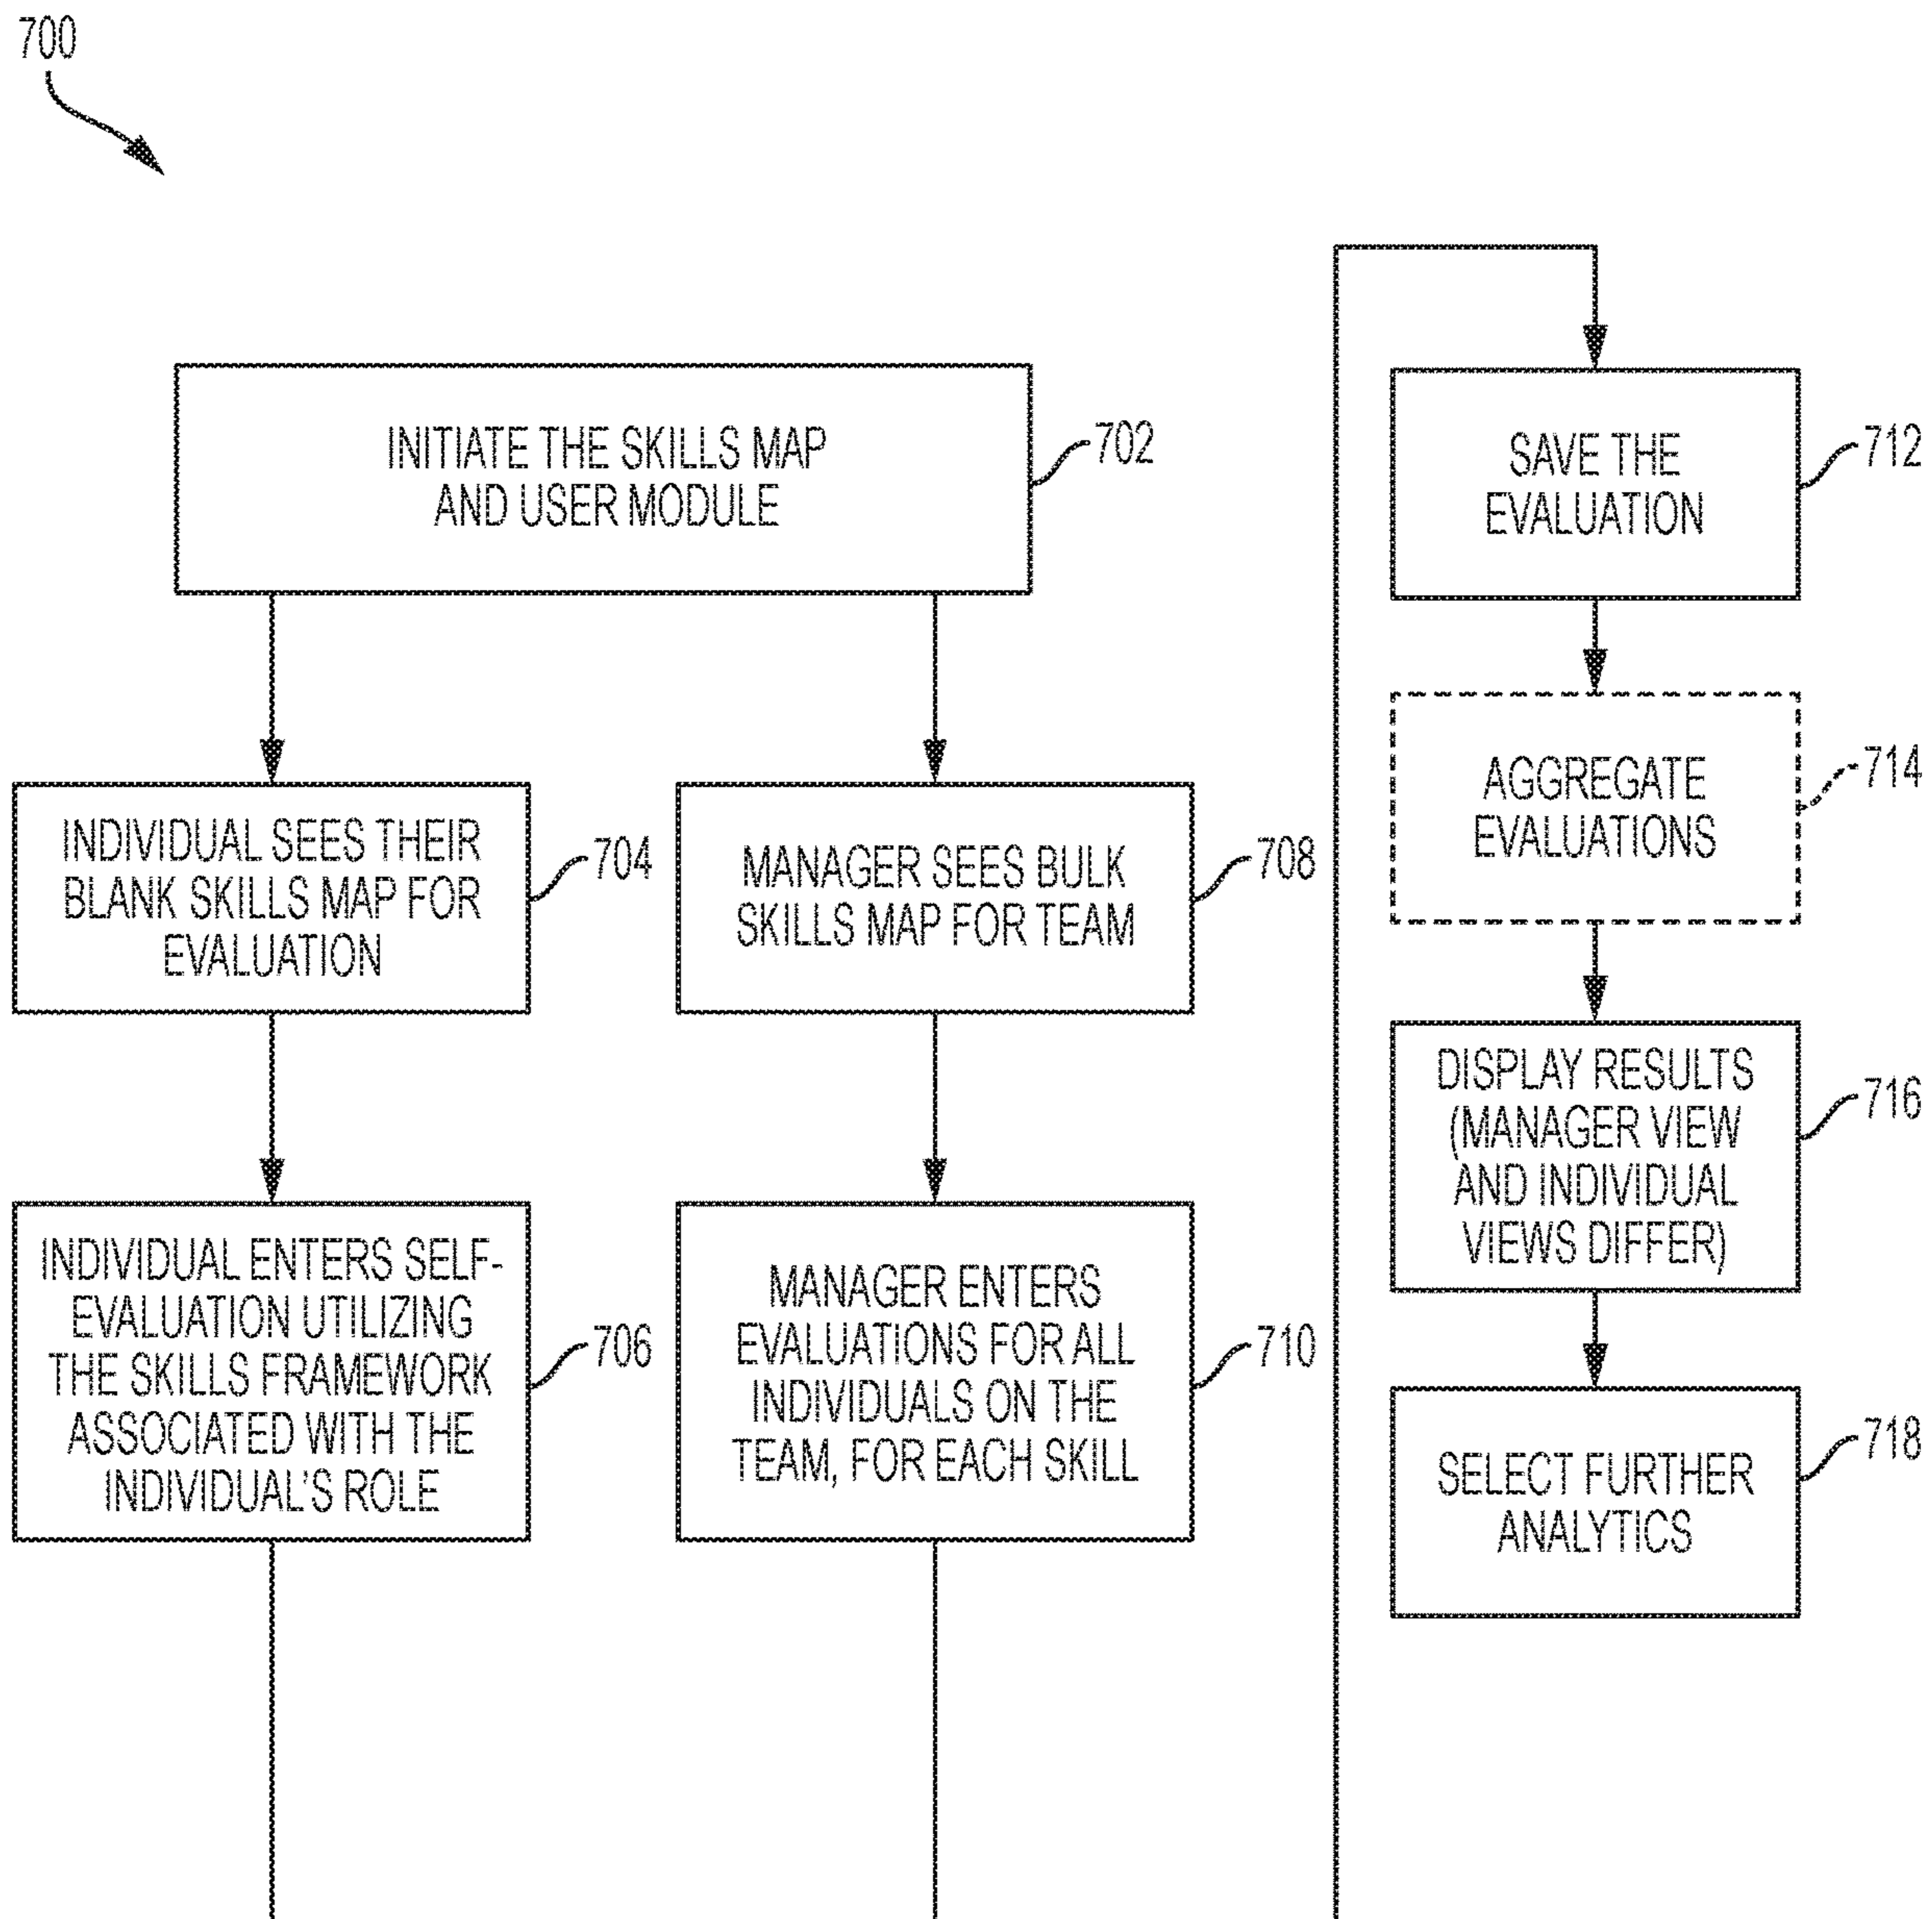 700
INITIATE THE SKILLS MAP
AND USER MODULE
702
INDIVIDUAL SEES THEIR
BLANK SKILLS MAP FOR
EVALUATION
704
INDIVIDUAL ENTERS SELF-
EVALUATION UTILIZING
THE SKILLS FRAMEWORK
ASSOCIATED WITH THE
INDIVIDUAL'S ROLE
706
MANAGER SEES BULK
SKILLS MAP FOR TEAM
708
MANAGER ENTERS
EVALUATIONS FOR ALL
INDIVIDUALS ON THE
TEAM, FOR EACH SKILL
710
SAVE THE
EVALUATION
712
AGGREGATE
EVALUATIONS
714
DISPLAY RESULTS
(MANAGER VIEW
AND INDIVIDUAL
VIEWS DIFFER)
716
SELECT FURTHER
ANALYTICS
718